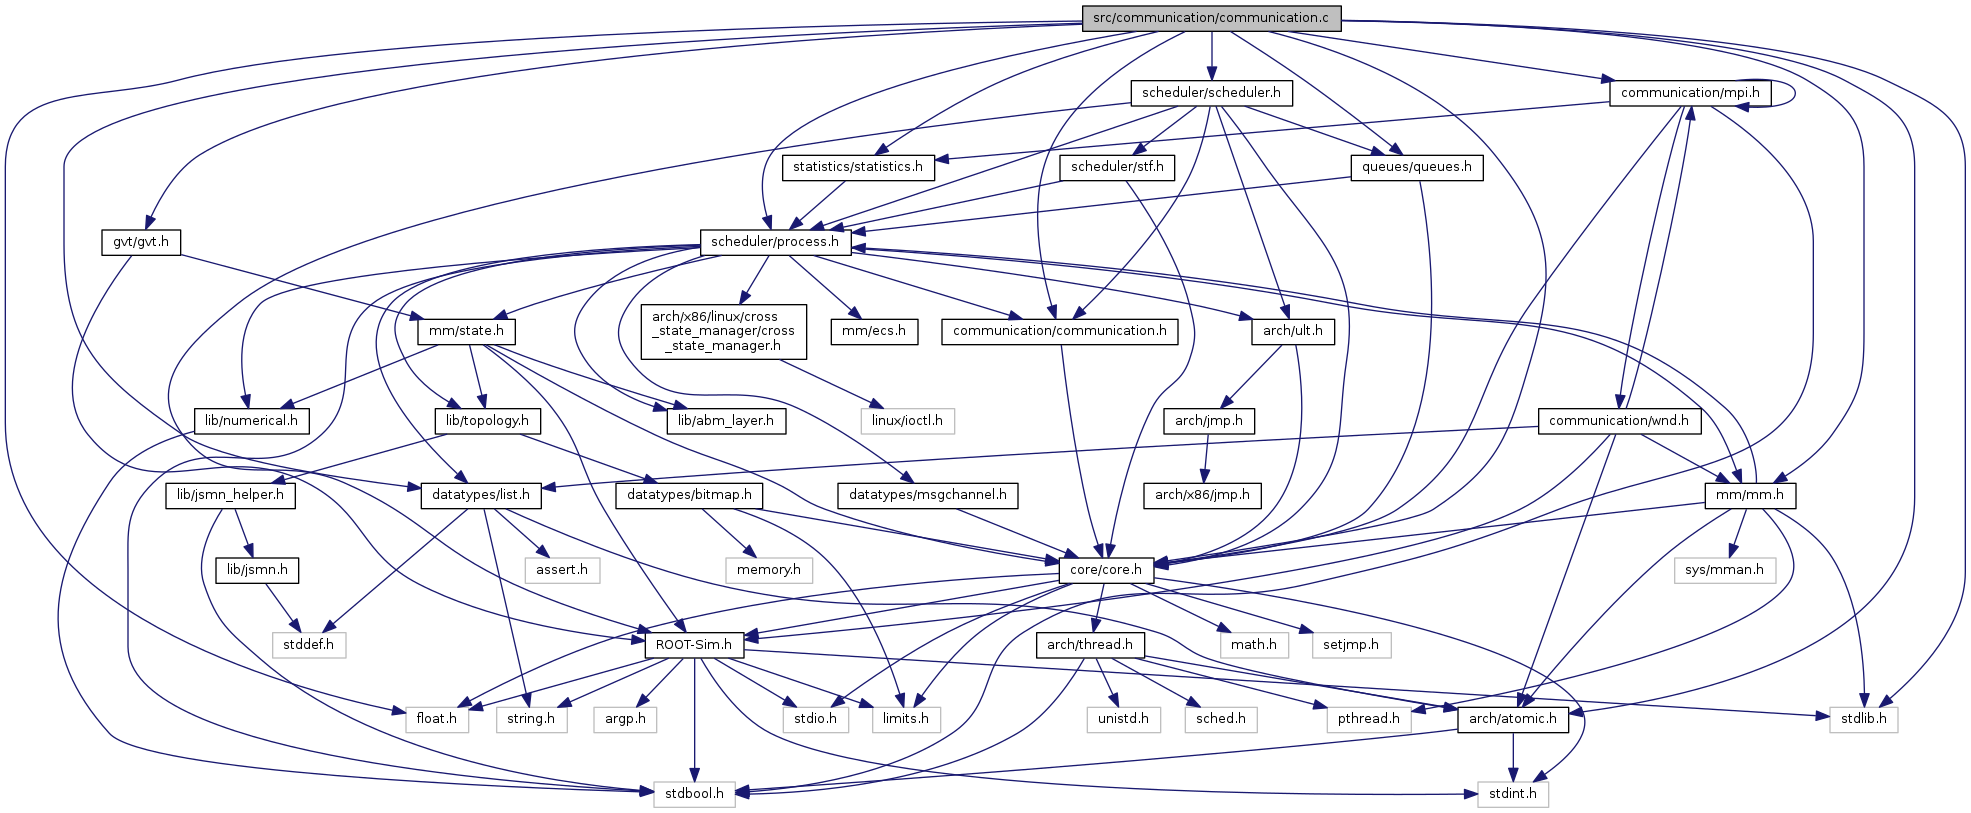 src/communication/communication.c
scheduler/scheduler.h
communication/mpi.h
statistics/statistics.h
scheduler/stf.h
queues/queues.h
gvt/gvt.h
scheduler/process.h
mm/state.h
arch/x86/linux/cross
_state_manager/cross
_state_manager.h
mm/ecs.h
communication/communication.h
arch/ult.h
lib/numerical.h
lib/topology.h
lib/abm_layer.h
linux/ioctl.h
arch/jmp.h
communication/wnd.h
lib/jsmn_helper.h
datatypes/list.h
datatypes/bitmap.h
datatypes/msgchannel.h
arch/x86/jmp.h
mm/mm.h
lib/jsmn.h
assert.h
memory.h
core/core.h
sys/mman.h
stddef.h
ROOT-Sim.h
arch/thread.h
math.h
setjmp.h
float.h
string.h
argp.h
stdio.h
limits.h
unistd.h
sched.h
pthread.h
arch/atomic.h
stdlib.h
stdbool.h
stdint.h